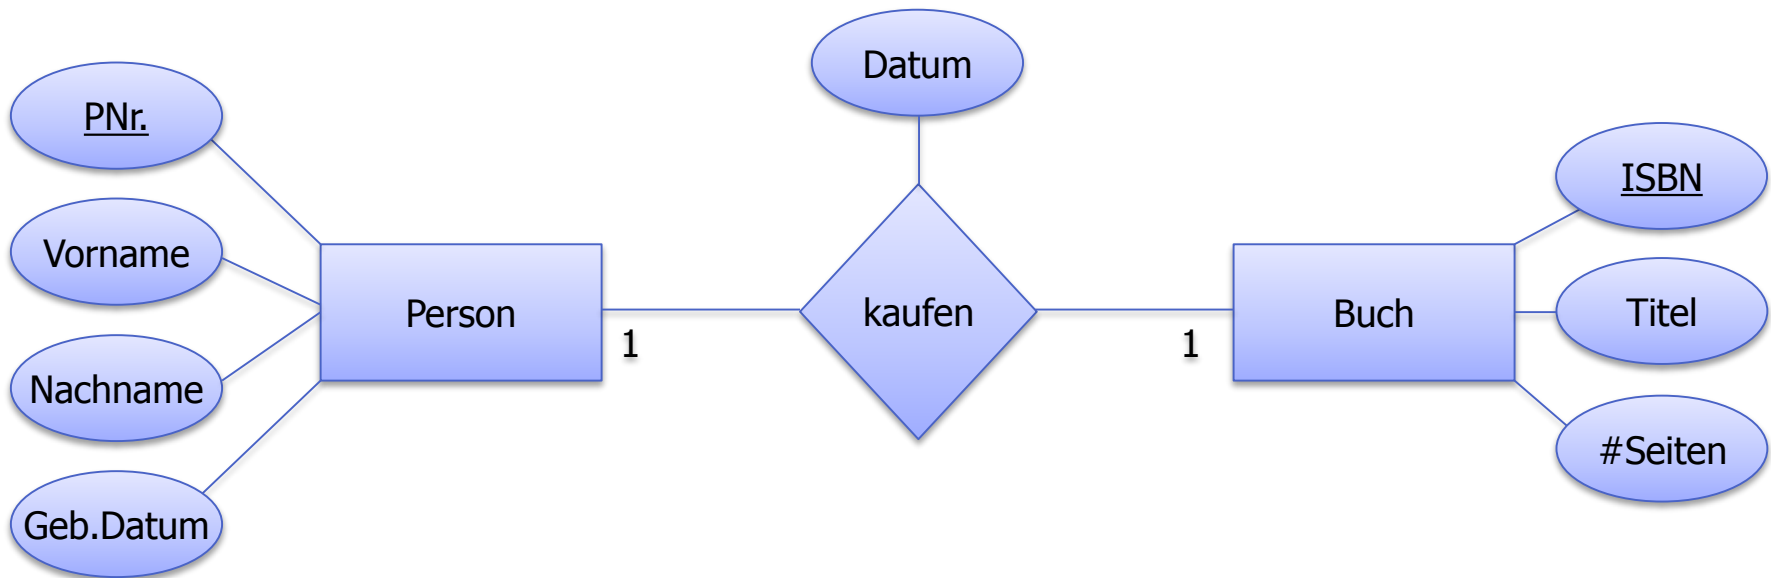 Datum
PNr.
ISBN
Vorname
Person
kaufen
Buch
Titel
1
1
Nachname
#Seiten
Geb.Datum